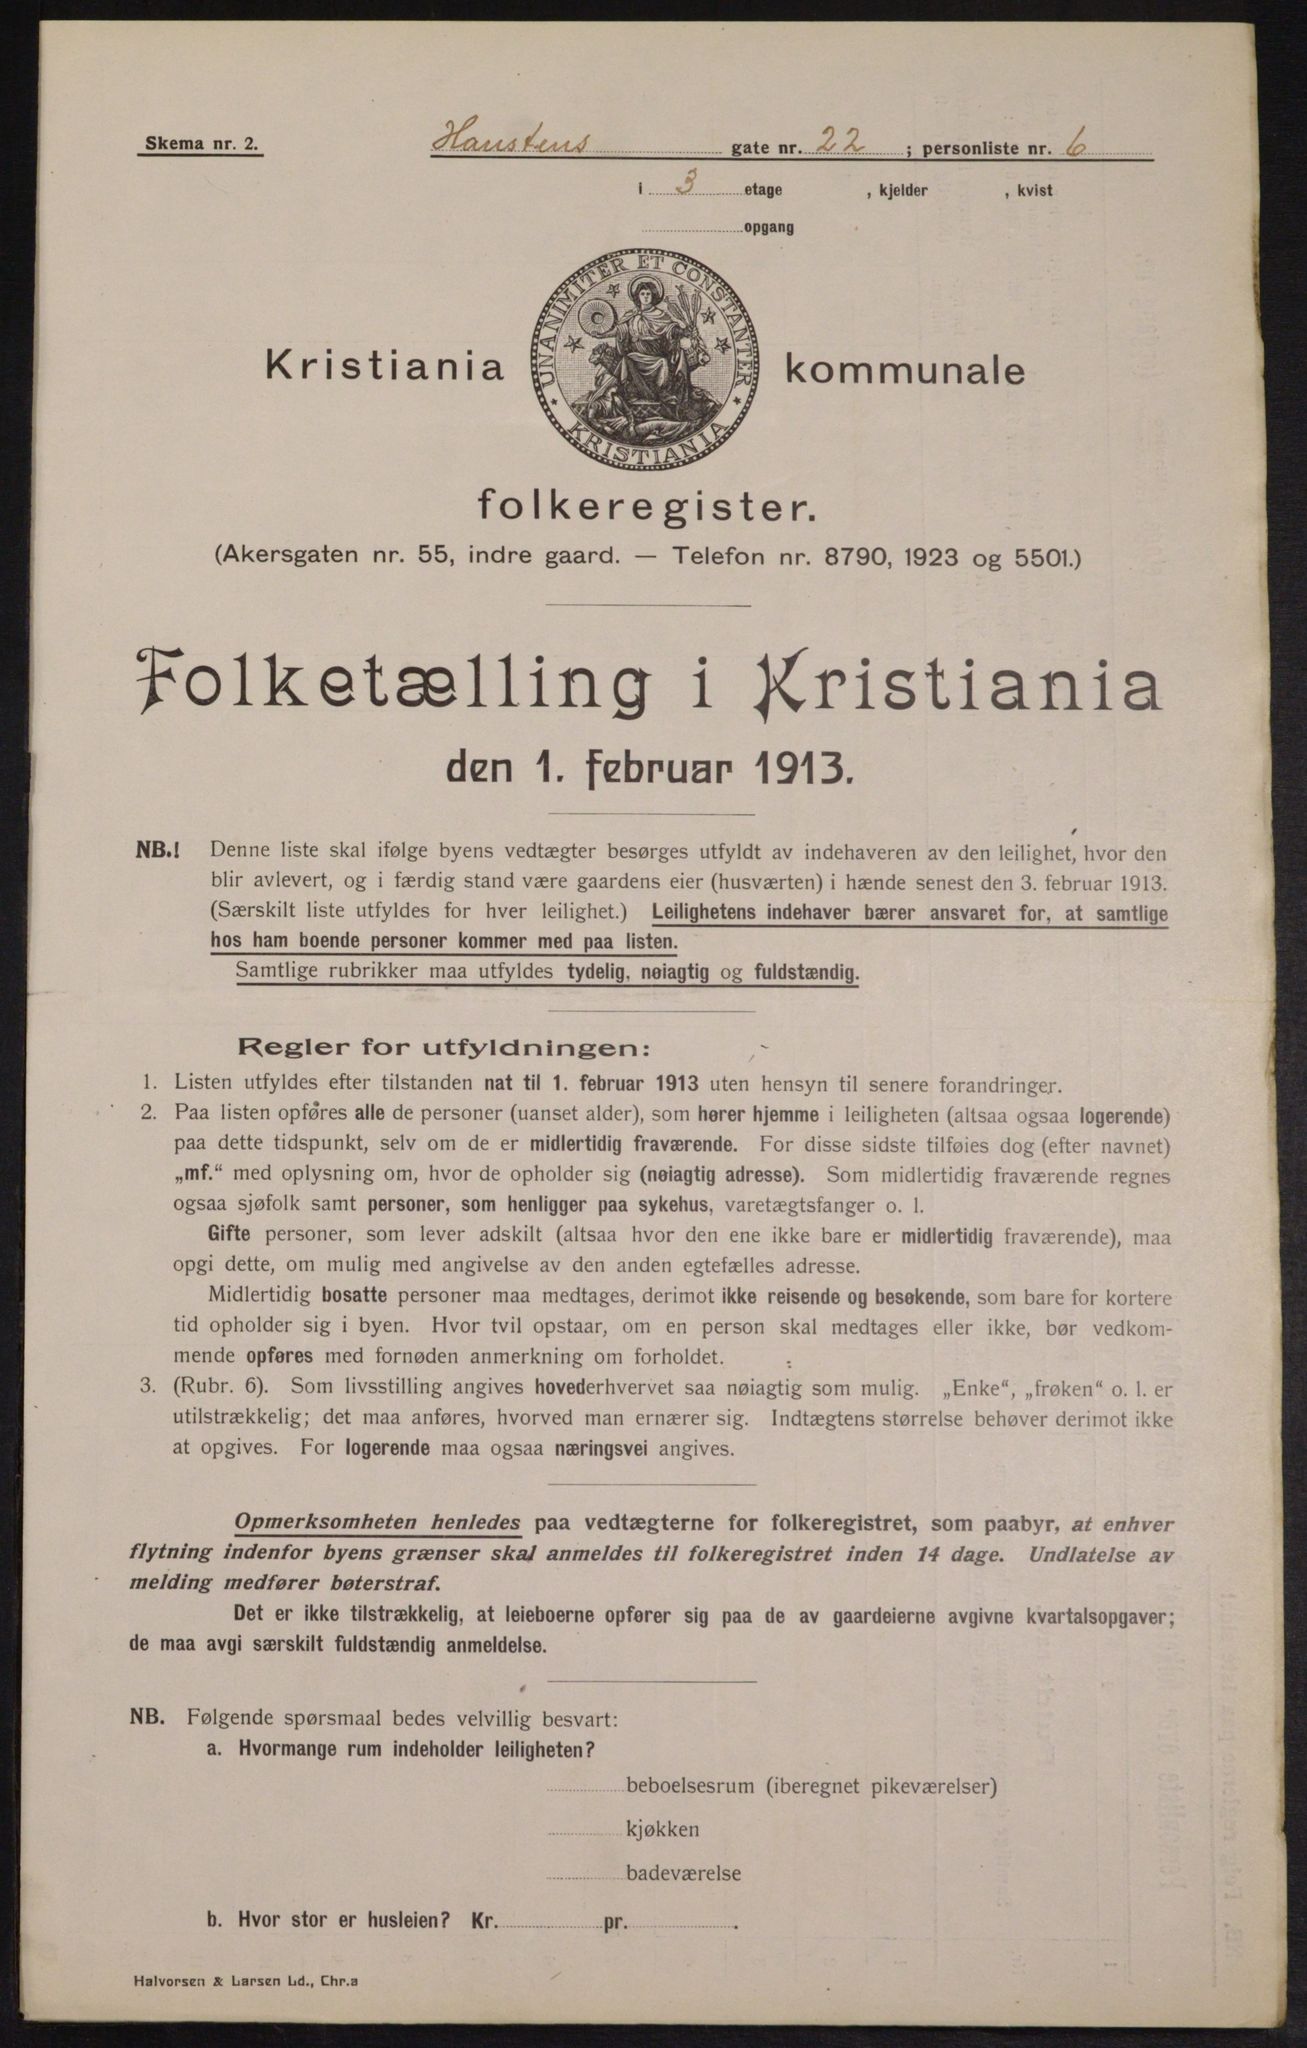 Skema nr. 2.
Hanstens gate nr. 22 ; personliste nr. 6
i 3 etage , kjelder , kvist
opgang
UNANIMITER ET CONSTANTER
KRISTIANIA
Kristiania kommunale
folkeregister.
(Akersgaten nr. 55, indre gaard. — Telefon nr. 8790, 1923 og 5501.)
Folketælling i Kristiania
den 1. februar 1913.
NB.! Denne liste skal ifølge byens vedtægter besørges utfyldt av indehaveren av den leilighet, hvor den
blir avlevert, og i færdig stand være gaardens eier (husværten) i hænde senest den 3. februar 1913.
(Særskilt liste utfyldes for hver leilighet.) Leilighetens indehaver bærer ansvaret for, at samtlige
hos ham boende personer kommer med paa listen.
Samtlige rubrikker maa utfyldes tydelig, nøiagtig og fuldstændig.
Regler for utfyldningen:
1. Listen utfyldes efter tilstanden nat til 1. februar 1913 uten hensyn til senere forandringer.
2. Paa listen opføres alle de personer (uanset alder), som hører hjemme i leiligheten (altsaa ogsaa logerende)
paa dette tidspunkt, selv om de er midlertidig fraværende. For disse sidste tilføies dog (efter navnet)
„mf.“ med oplysning om, hvor de opholder sig (nøiagtig adresse). Som midlertidig fraværende regnes
ogsaa sjøfolk samt personer, som henligger paa sykehus, varetægtsfanger o. l.
Gifte personer, som lever adskilt (altsaa hvor den ene ikke bare er midlertidig fraværende), maa
opgi dette, om mulig med angivelse av den anden egtefælles adresse.
Midlertidig bosatte personer maa medtages, derimot ikke reisende og besøkende, som bare for kortere
tid opholder sig i byen. Hvor tvil opstaar, om en person skal medtages eller ikke, bør vedkom-
mende opføres med fornøden anmerkning om forholdet.
3. (Rubr. 6). Som livsstilling angives hovederhvervet saa nøiagtig som mulig. „Enke“, „frøken“ o. l. er
utilstrækkelig; det maa anføres, hvorved man ernærer sig. Indtægtens størrelse behøver derimot ikke
at opgives. For logerende maa ogsaa næringsvei angives.
Opmerksomheten henledes paa vedtægterne for folkeregistret, som paabyr, at enhver
flytning indenfor byens grænser skal anmeldes til folkeregistret inden 14 dage. Undlatelse av
melding medfører bøterstraf.
Det er ikke tilstrækkelig, at leieboerne opfører sig paa de av gaardeierne avgivne kvartalsopgaver;
de maa avgi særskilt fuldstændig anmeldelse.
NB. Følgende spørsmaal bedes velvillig besvart:
a. Hvormange rum indeholder leiligheten?
beboelsesrum (iberegnet pikeværelser)
kjøkken
badeværelse
b. Hvor stor er husleien? Kr. pr. .
Halvorsen & Larsen Ld., Chr.a